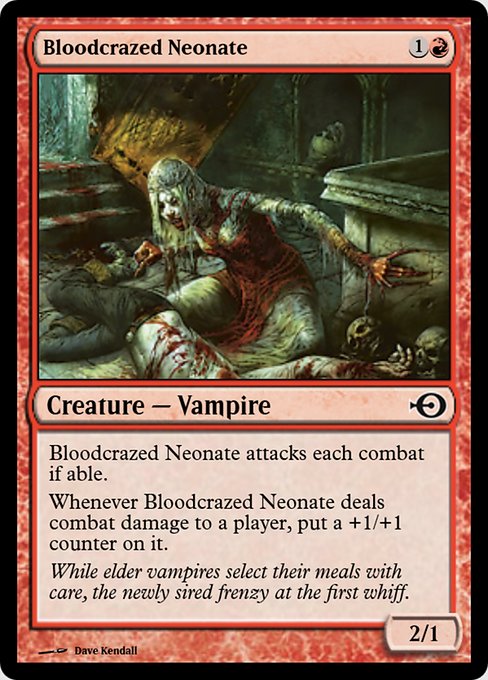 Bloodcrazed Neonate
1
Creature — Vampire
Bloodcrazed Neonate attacks each combat
if able.
Whenever Bloodcrazed Neonate deals
combat damage to a player, put a +1/+1
counter on it.
While elder vampires select their meals with
care, the newly sired frenzy at the first whiff.
2/1
Dave Kendall